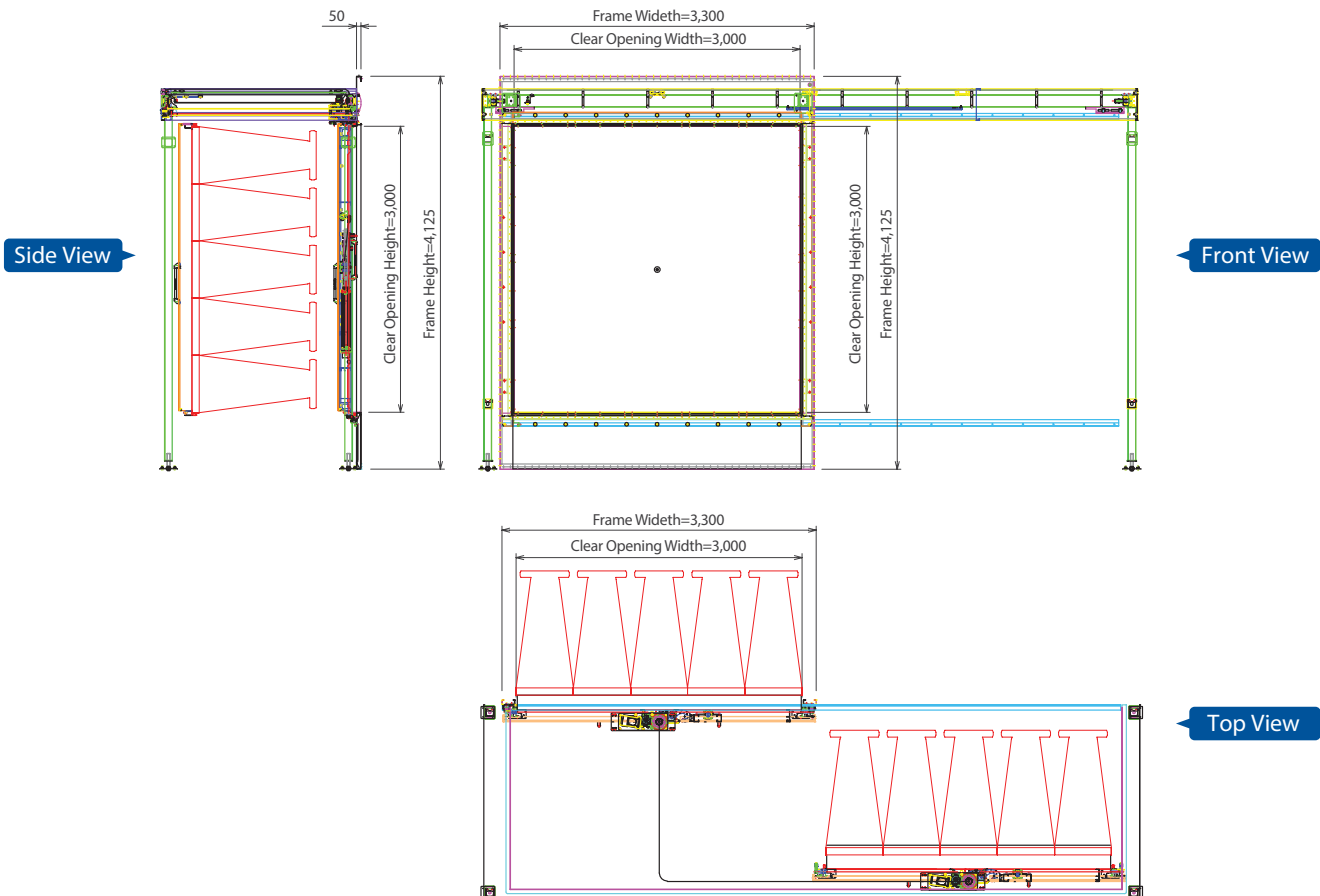 50
Frame Wideth=3,300
Clear Opening Width=3,000
Side View
Clear Opening Height=3,000
Frame Height=4,125
Clear Opening Height=3,000
Frame Height=4,125
Front View
Frame Wideth=3,300
Clear Opening Width=3,000
Top View